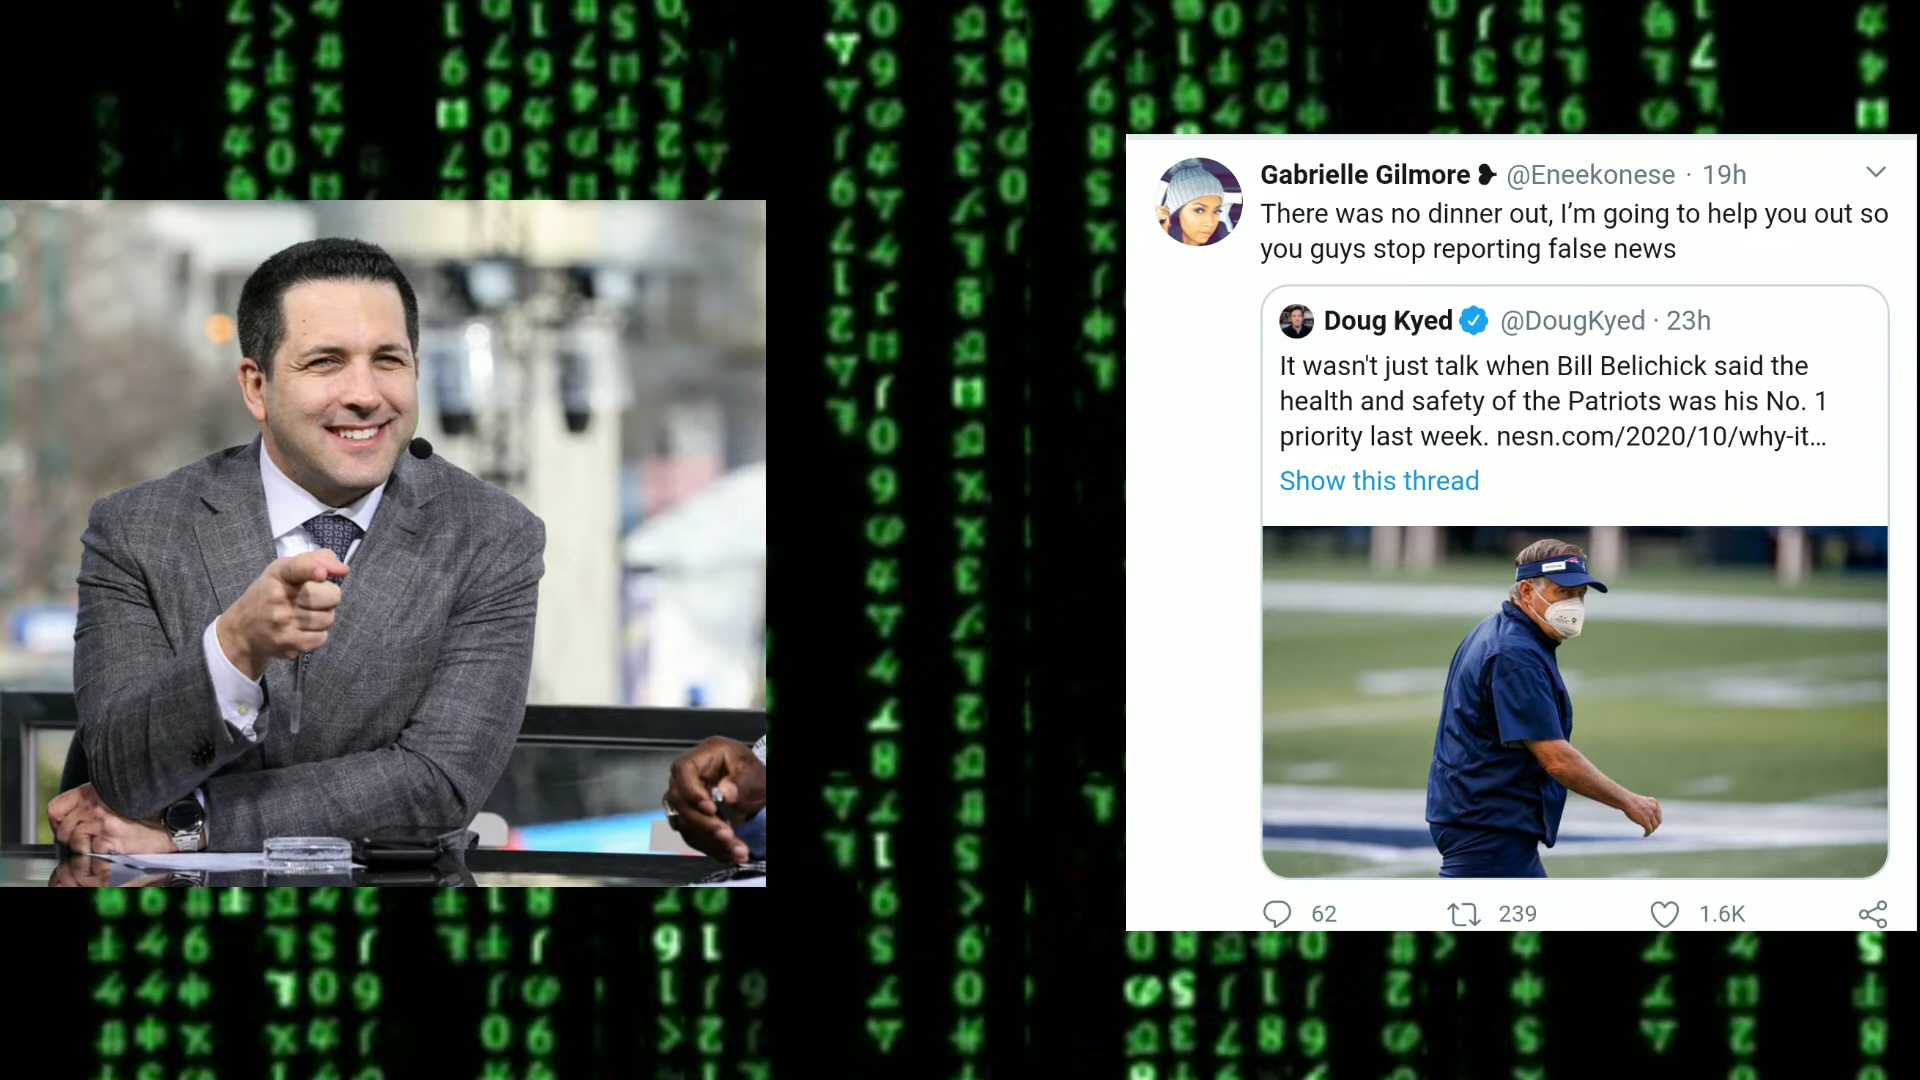 Gabrielle Gilmore @Eneekonese · 19h
There was no dinner out, I’m going to help you out so
you guys stop reporting false news
Doug Kyed @DougKyed · 23h
It wasn't just talk when Bill Belichick said the
health and safety of the Patriots was his No. 1
priority last week. nesn.com/2020/10/why-it...
Show this thread
62 239 1.6K